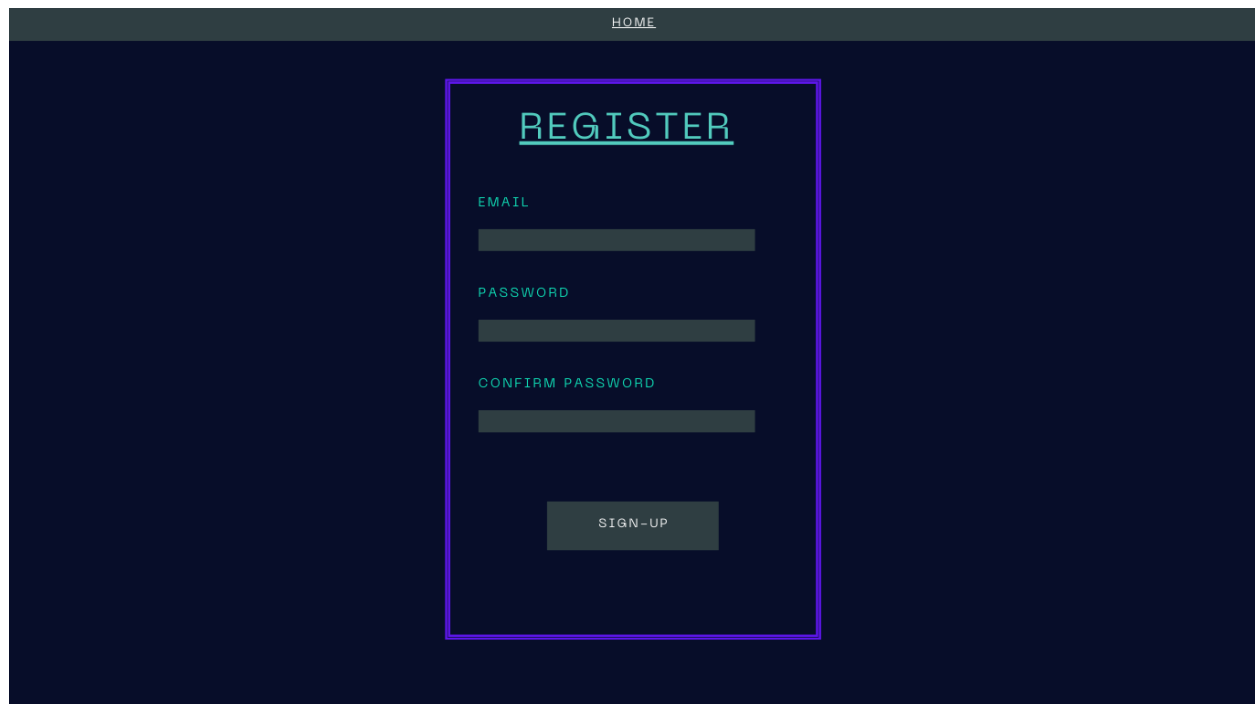 HOME
REGISTER
EMAIL
PASSWORD
CONFIRM PASSWORD
SIGN-UP